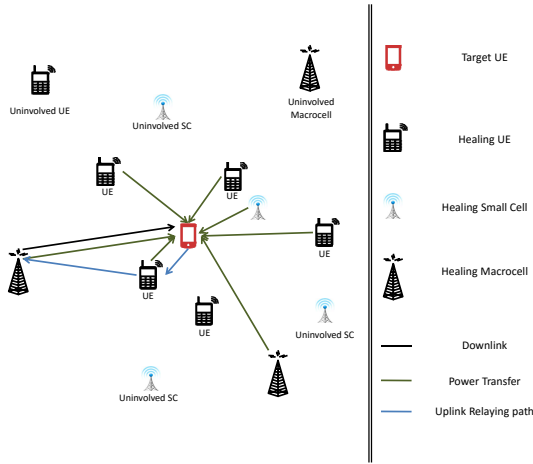 Uninvolved UE
Uninvolved SC
Uninvolved
Macrocell
UE
UE
UE
UE
UE
Uninvolved SC
Uninvolved SC
Target UE
Healing UE
Healing Small Cell
Healing Macrocell
Downlink
Power Transfer
Uplink Relaying path